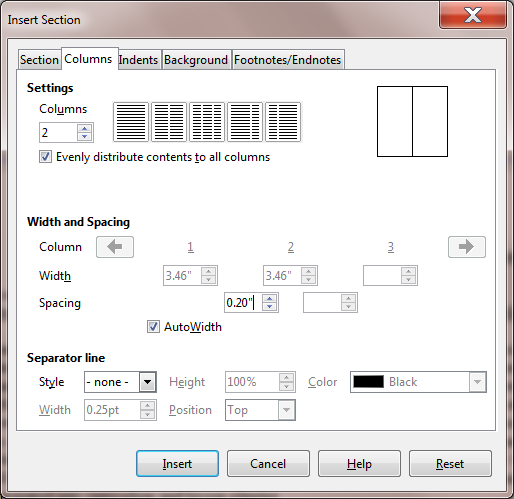 Insert Section
Section Columns Indents Background Footnotes/Endnotes
Settings
Columns
2
Evenly distribute contents to all columns
Width and Spacing
Column 1 2 3
Width 3.46" 3.46"
Spacing 0.20"
AutoWidth
Separator line
Style - none - Height 100% Color Black
Width 0.25pt Position Top
Insert Cancel Help Reset